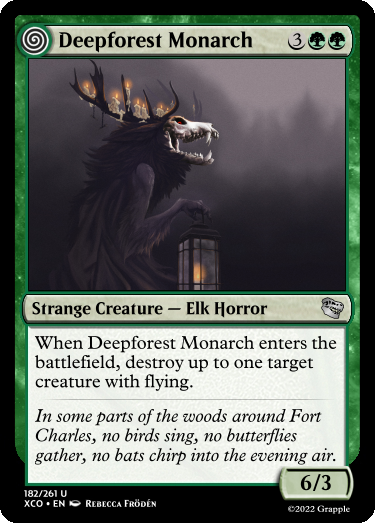 Deepforest Monarch 3
Strange Creature — Elk Horror
When Deepforest Monarch enters the
battlefield, destroy up to one target
creature with flying.
In some parts of the woods around Fort
Charles, no birds sing, no butterflies
gather, no bats chirp into the evening air.
6/3
182/261 U
XCO • EN Rebecca Frödén
©2022 Grapple